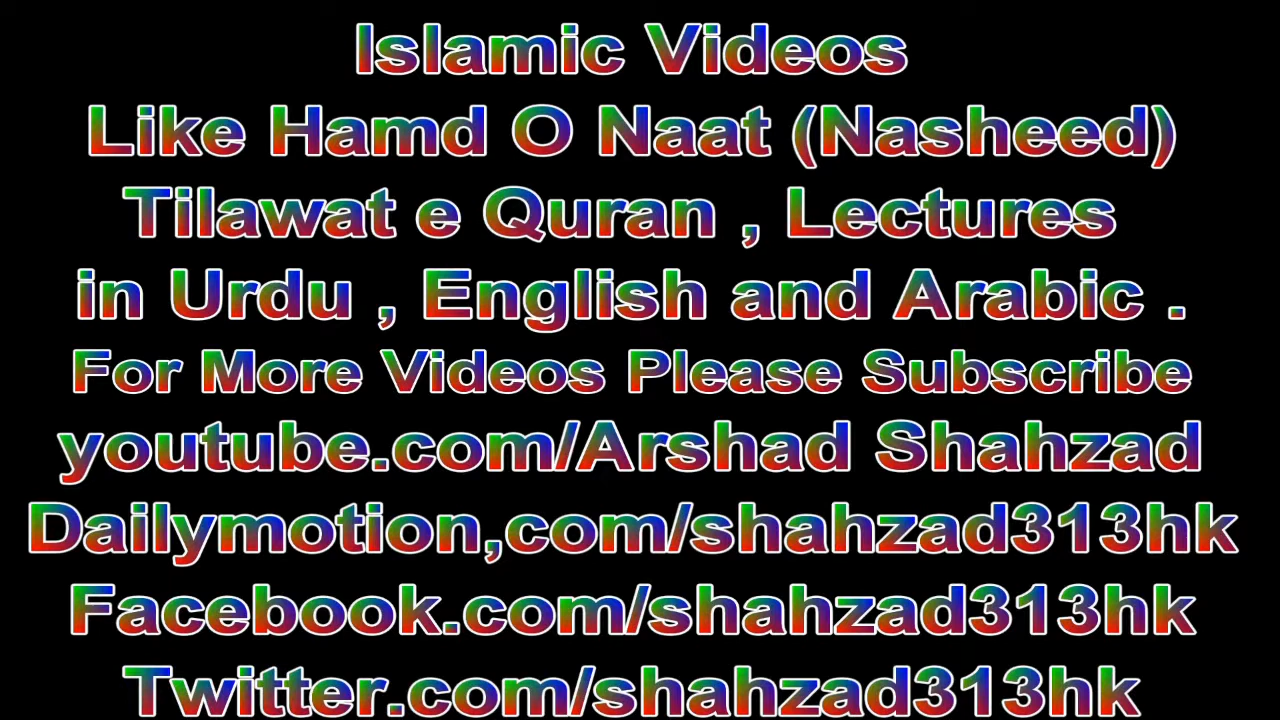 Islamic Videos
Like Hamd O Naat (Nasheed)
Tilawat e Quran , Lectures
in Urdu , English and Arabic .
For More Videos Please Subscribe
youtube.com/Arshad Shahzad
Dailymotion,com/shahzad313hk
Facebook.com/shahzad313hk
Twitter.com/shahzad313hk